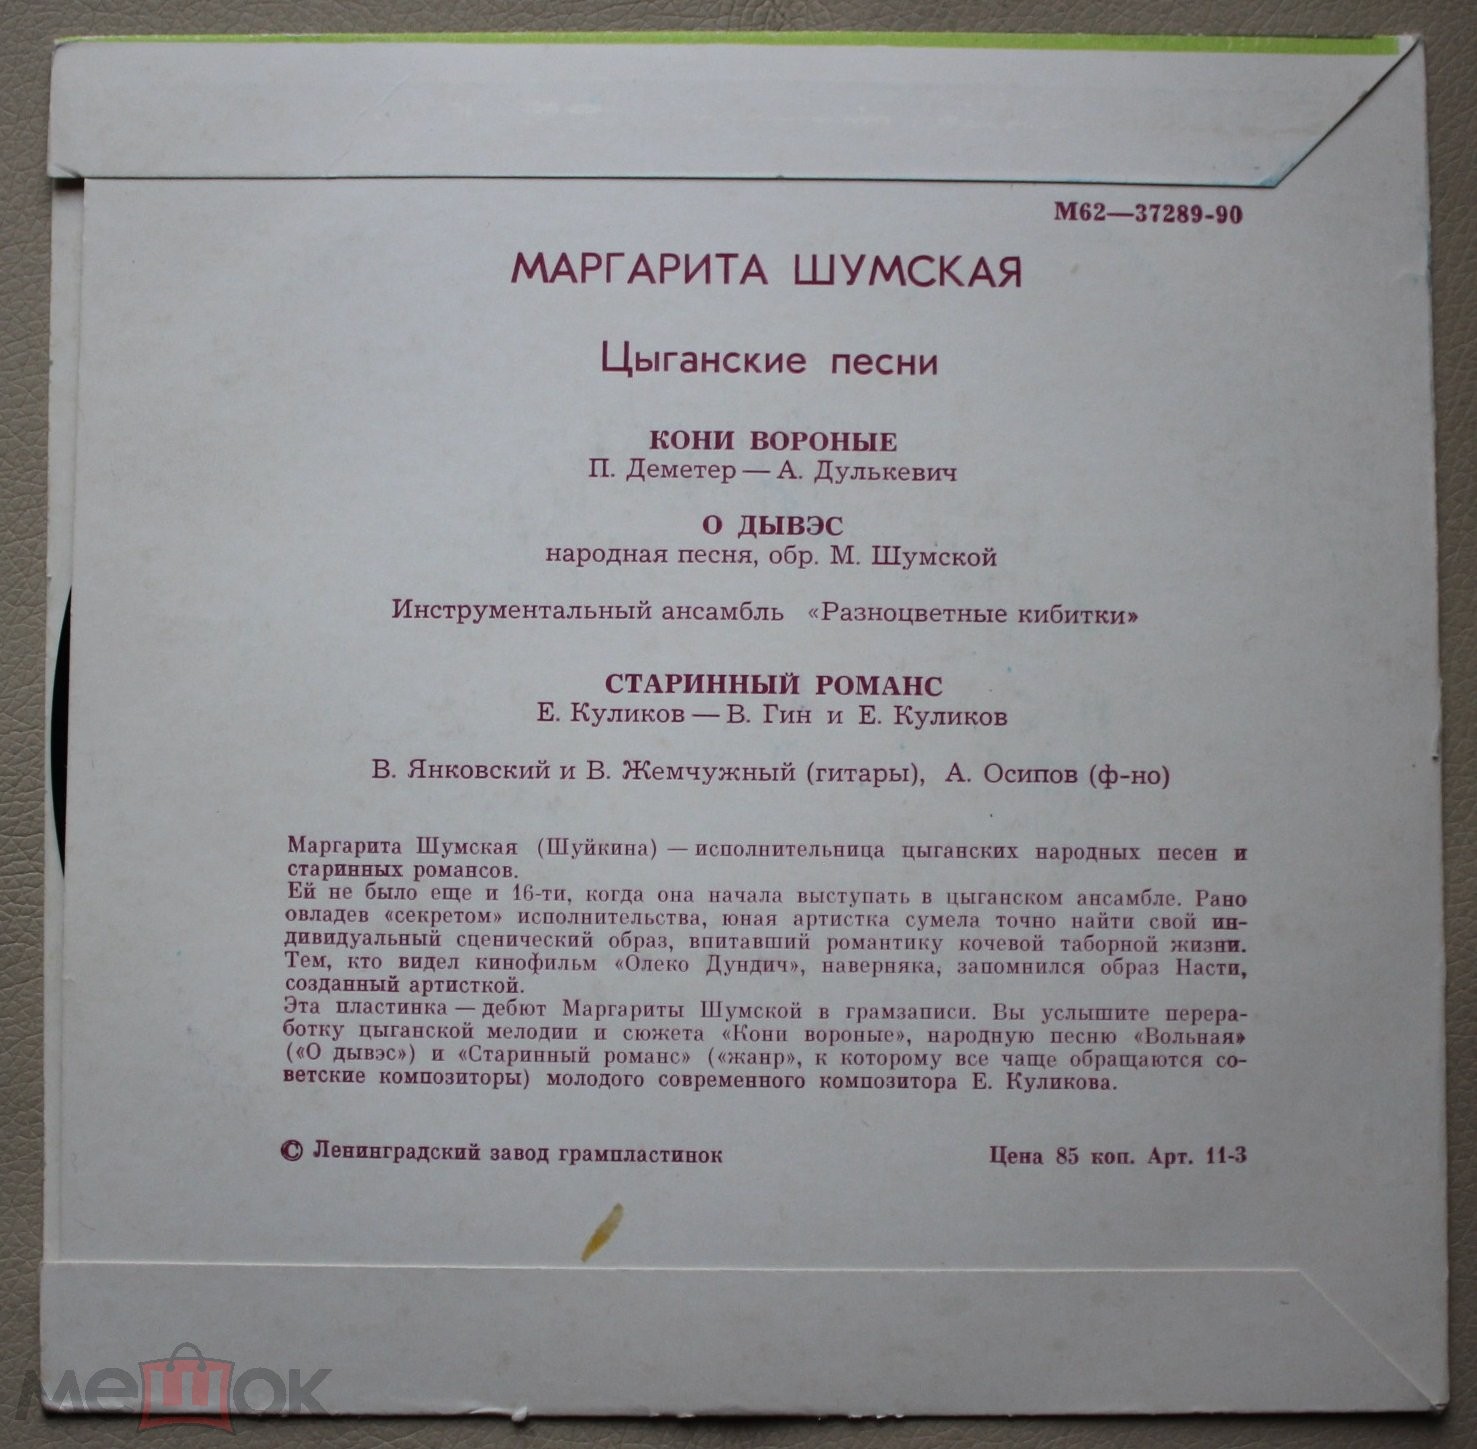 М62—37289-90
МАРГАРИТА ШУМСКАЯ
Цыганские песни
КОНИ ВОРОНЫЕ
П. Деметер — А. Дулькевич
О ДЫВЭС
народная песня, обр. М. Шумской
Инструментальный ансамбль «Разноцветные кибитки»
СТАРИННЫЙ РОМАНС
Е. Куликов — В. Гин и Е. Куликов
В. Янковский и В. Жемчужный (гитары), А. Осипов (ф-но)
Маргарита Шумская (Шуйкина) — исполнительница цыганских народных песен и
старинных романсов.
Ей не было еще и 16-ти, когда она начала выступать в цыганском ансамбле. Рано
овладев «секретом» исполнительства, юная артистка сумела точно найти свой ин-
дивидуальный сценический образ, впитавший романтику кочевой таборной жизни.
Тем, кто видел кинофильм «Олеко Дундич», наверняка, запомнился образ Насти,
созданный артисткой.
Эта пластинка — дебют Маргариты Шумской в грамзаписи. Вы услышите перера-
ботку цыганской мелодии и сюжета «Кони вороные», народную песню «Вольная»
(«О дывэс») и «Старинный романс» («жанр», к которому все чаще обращаются со-
ветские композиторы) молодого современного композитора Е. Куликова.
© Ленинградский завод грампластинок
Цена 85 коп. Арт. 11-3
мешок